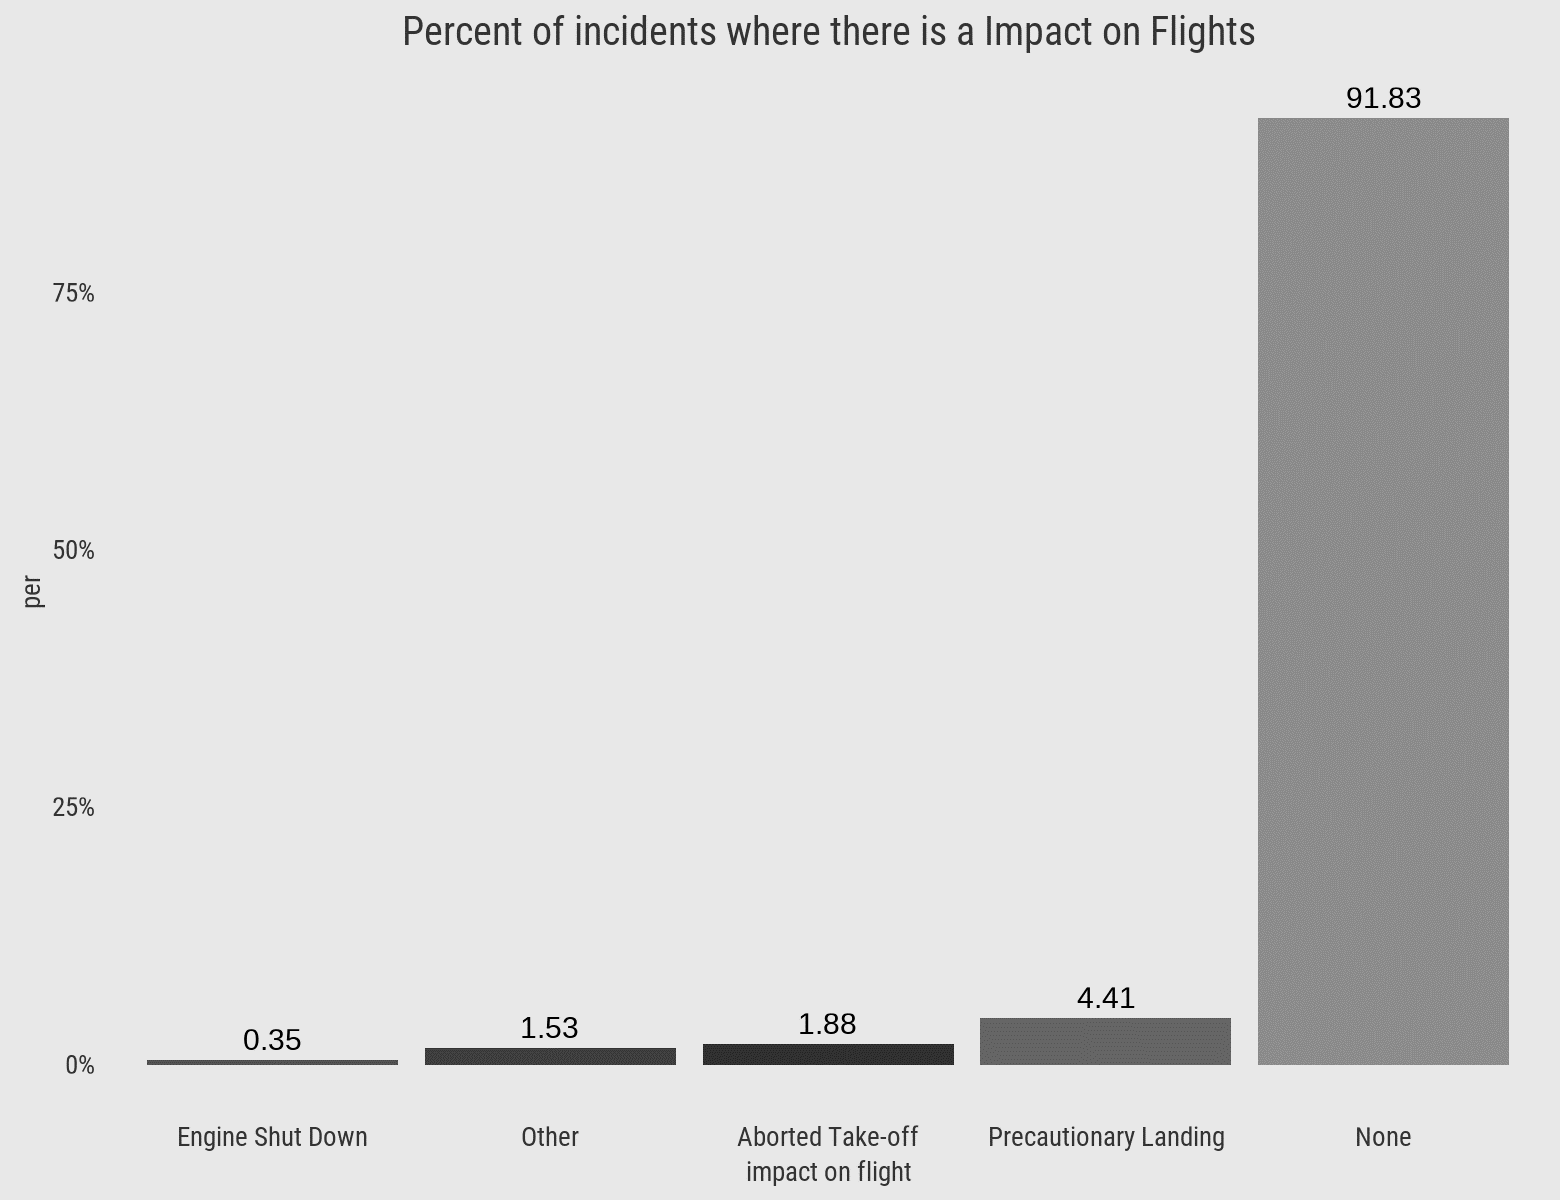 Percent of incidents where there is a Impact on Flights
91.83
75%
50%
per
25%
4.41
1.88
1.53
0.35
0%
Engine Shut Down
Other
Aborted Take-off
Precautionary Landing
None
impact on flight